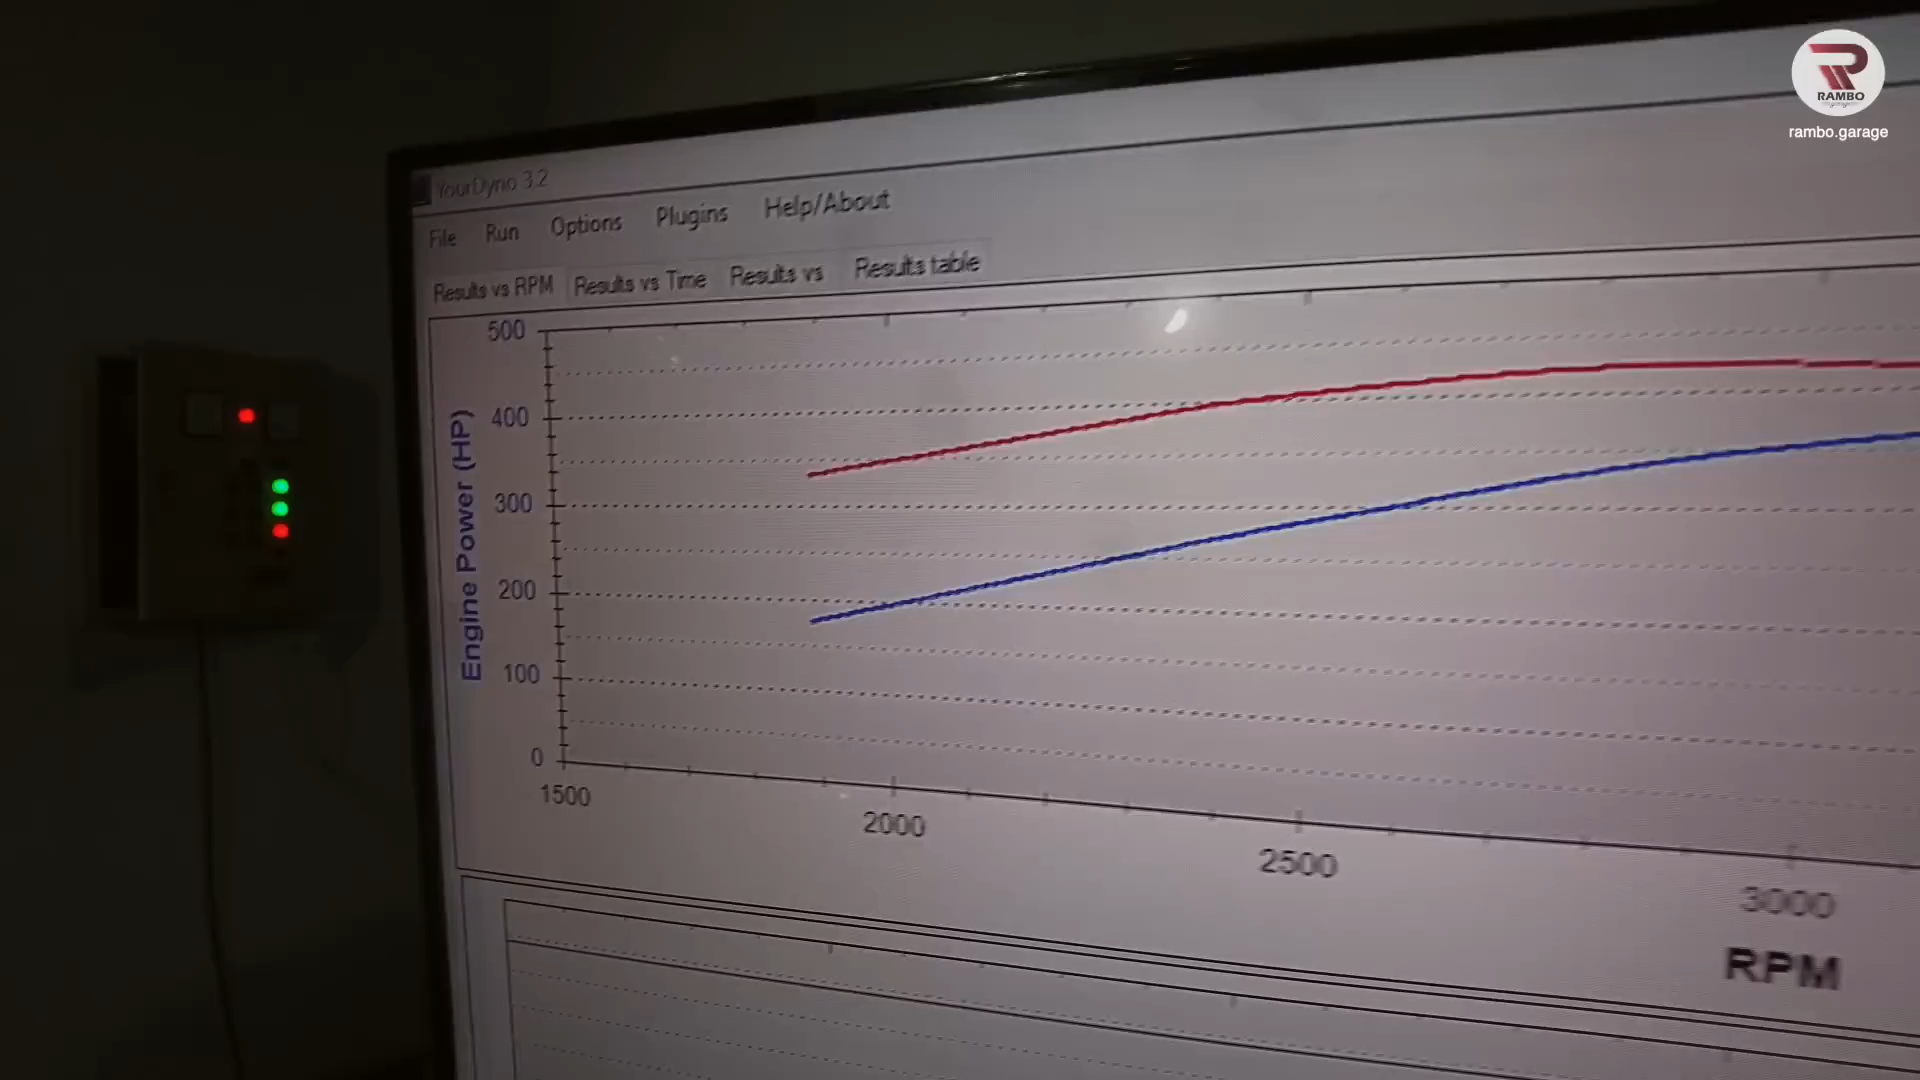 RAMBO
rambo.garage
YourDyno 3.2
File Run Options Plugins Help/About
Results vs RPM Results vs Time Results vs Results table
500
400
300
200
100
0
Engine Power (HP)
1500 2000 2500 3000
RPM